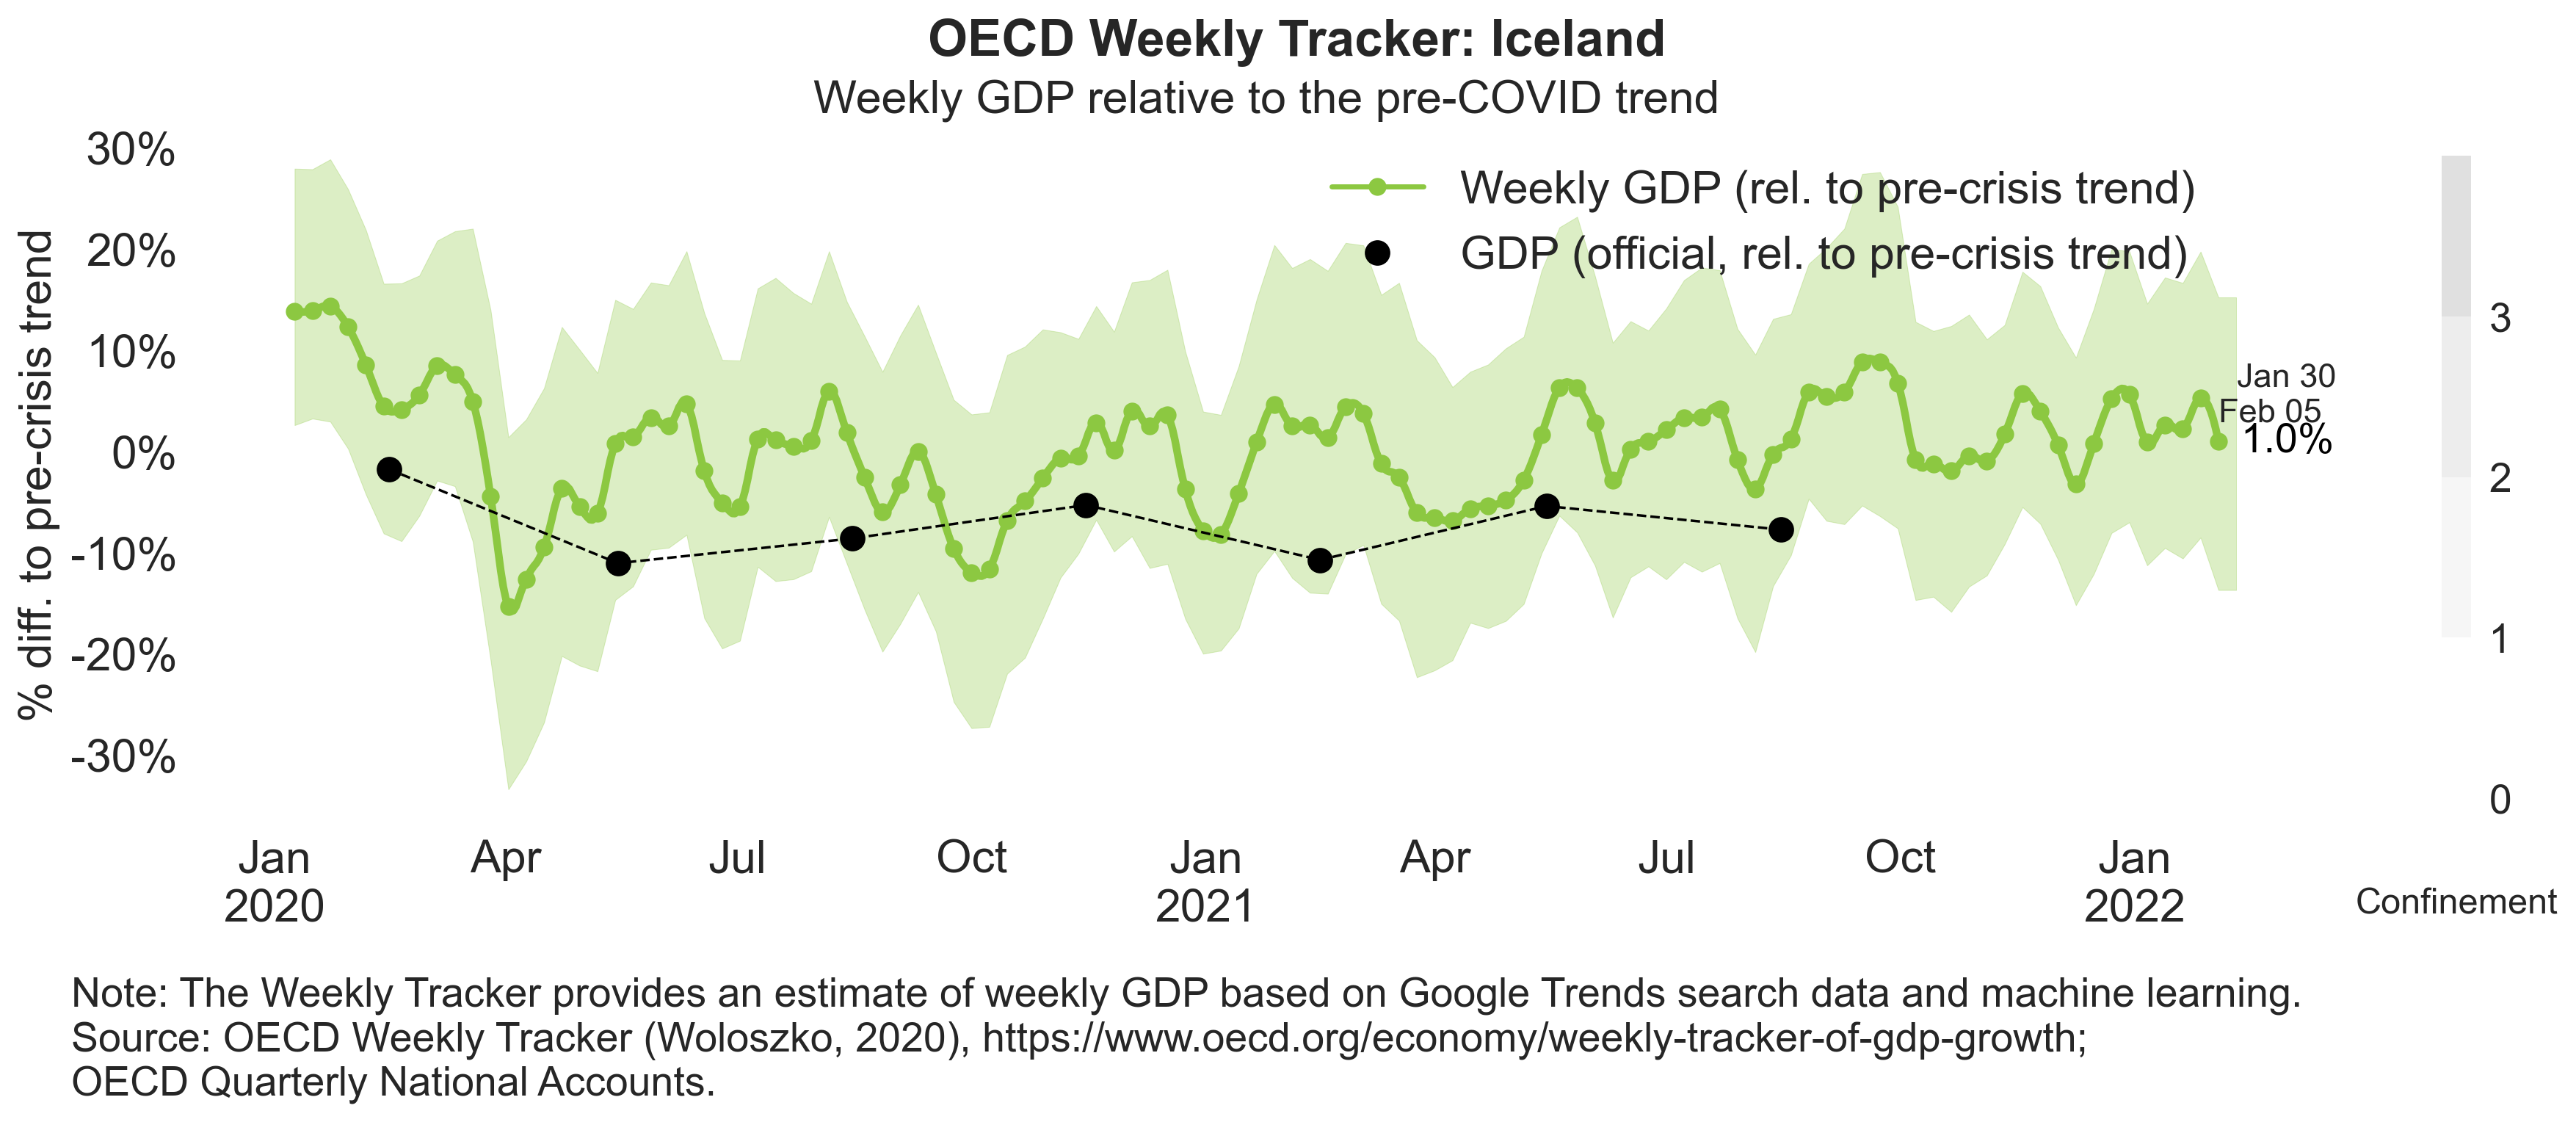 OECD Weekly Tracker: Iceland
Weekly GDP relative to the pre-COVID trend
% diff. to pre-crisis trend
30%
20%
10%
0%
-10%
-20%
-30%
Weekly GDP (rel. to pre-crisis trend)
GDP (official, rel. to pre-crisis trend)
Jan 30
Feb 05
1.0%
3
2
1
0
Confinement
Jan Apr Jul Oct Jan Apr Jul Oct Jan
2020 2021 2022
Note: The Weekly Tracker provides an estimate of weekly GDP based on Google Trends search data and machine learning.
Source: OECD Weekly Tracker (Woloszko, 2020), https://www.oecd.org/economy/weekly-tracker-of-gdp-growth;
OECD Quarterly National Accounts.